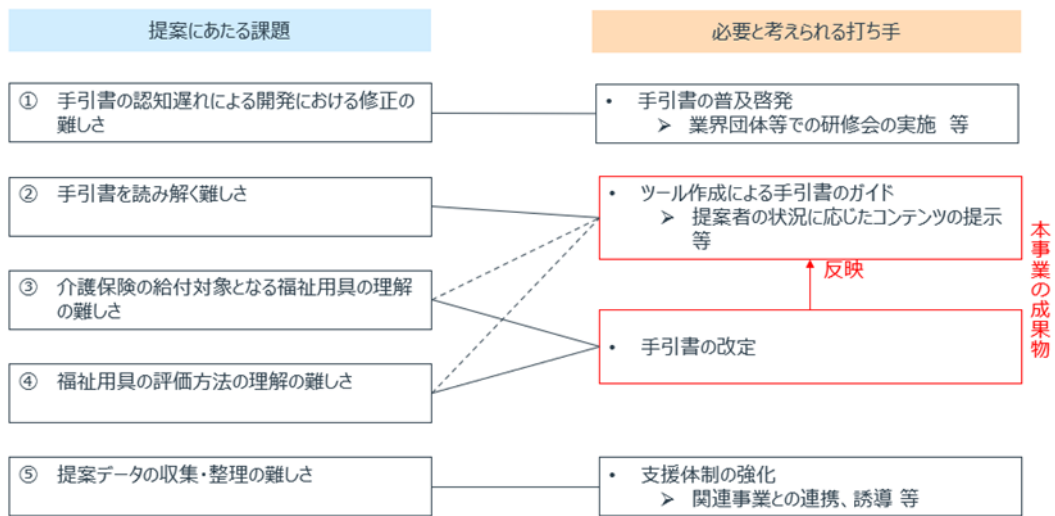 提案にあたる課題
必要と考えられる打ち手
① 手引書の認知遅れによる開発における修正の
難しさ
• 手引書の普及啓発
➢ 業界団体等での研修会の実施 等
② 手引書を読み解く難しさ
• ツール作成による手引書のガイド
➢ 提案者の状況に応じたコンテンツの提示
等
③ 介護保険の給付対象となる福祉用具の理解
の難しさ
反映
• 手引書の改定
本事業の成果物
④ 福祉用具の評価方法の理解の難しさ
⑤ 提案データの収集・整理の難しさ
• 支援体制の強化
➢ 関連事業との連携、誘導 等